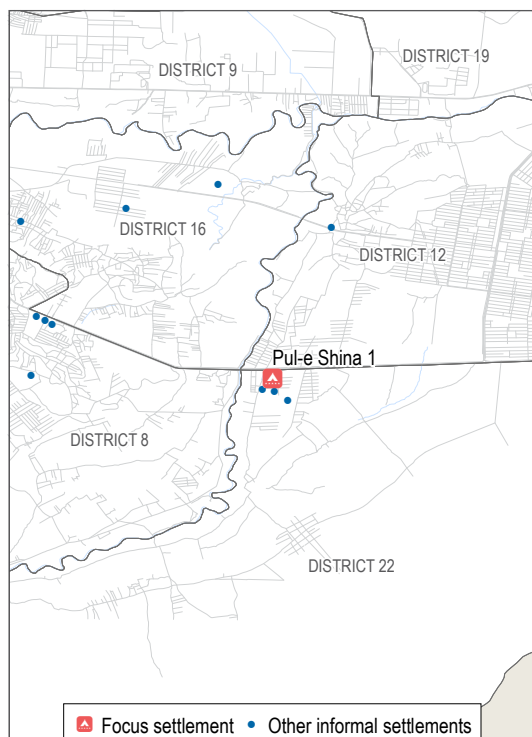 DISTRICT 19
DISTRICT 9
DISTRICT 16
DISTRICT 12
Pul-e Shina 1
DISTRICT 8
DISTRICT 22
Focus settlement
Other informal settlements